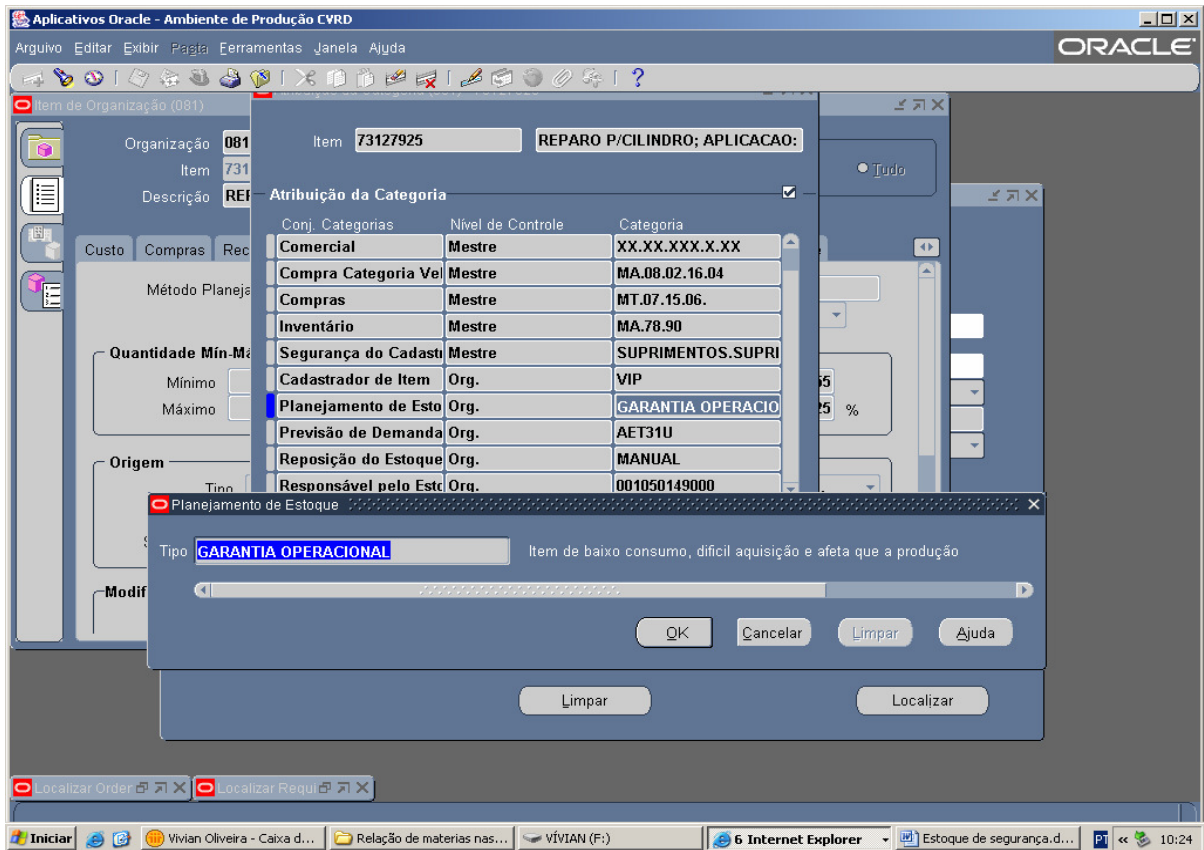 Aplicativos Oracle - Ambiente de Produção CVRD
Arquivo Editar Exibir Pasta Ferramentas Janela Ajuda
ORACLE
Item de Organização (081)
Organização 081
Item 731
Descrição REF
Tudo
Item 73127925 REPARO P/CILINDRO; APLICACAO:
Atribuição da Categoria
Conj. Categorias Nível de Controle Categoria
Comercial Mestre XX.XX.XXX.X.XX
Compra Categoria Vel Mestre MA.08.02.16.04
Compras Mestre MT.07.15.06.
Inventário Mestre MA.78.90
Segurança do Cadast Mestre SUPRIMENTOS.SUPRI
Cadastrador de Item Org. VIP
Planejamento de Esto Org. GARANTIA OPERACIO
Previsão de Demanda Org. AET31U
Reposição do Estoque Org. MANUAL
Responsável pelo Estc Org. 001050149000
Custo Compras Rec
Método Planeja
Quantidade Mín-Má
Mínimo
Máximo
25 %
Origem
Tipo
Modif
Planejamento de Estoque
Tipo GARANTIA OPERACIONAL Item de baixo consumo, dificil aquisição e afeta que a produção
OK Cancelar Limpar Ajuda
Limpar Localizar
Localizar Order Localizar Requi
Iniciar Vivian Oliveira - Caixa d... Relação de materias nas... VÍVIAN (F:) 6 Internet Explorer Estoque de segurança.d... PT « 10:24